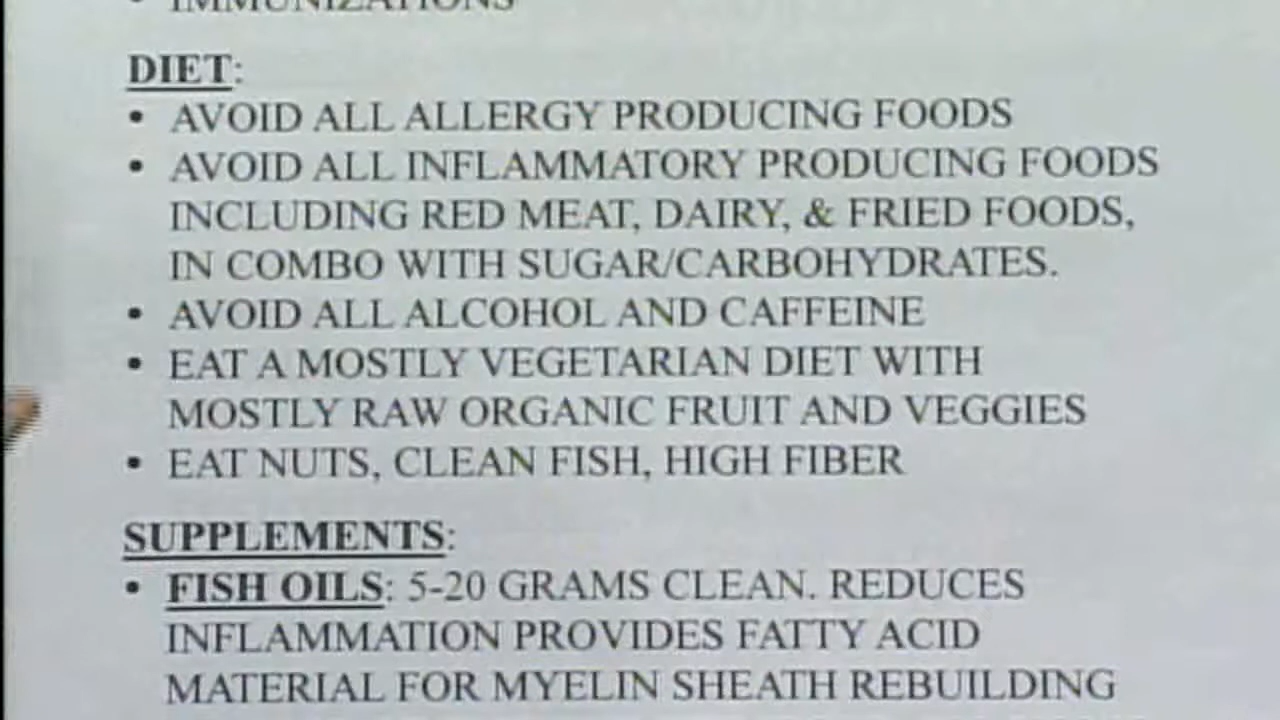 • IMMUNIZATIONS
DIET:
• AVOID ALL ALLERGY PRODUCING FOODS
• AVOID ALL INFLAMMATORY PRODUCING FOODS
INCLUDING RED MEAT, DAIRY, & FRIED FOODS,
IN COMBO WITH SUGAR/CARBOHYDRATES.
• AVOID ALL ALCOHOL AND CAFFEINE
• EAT A MOSTLY VEGETARIAN DIET WITH
MOSTLY RAW ORGANIC FRUIT AND VEGGIES
• EAT NUTS, CLEAN FISH, HIGH FIBER
SUPPLEMENTS:
• FISH OILS: 5-20 GRAMS CLEAN. REDUCES
INFLAMMATION PROVIDES FATTY ACID
MATERIAL FOR MYELIN SHEATH REBUILDING